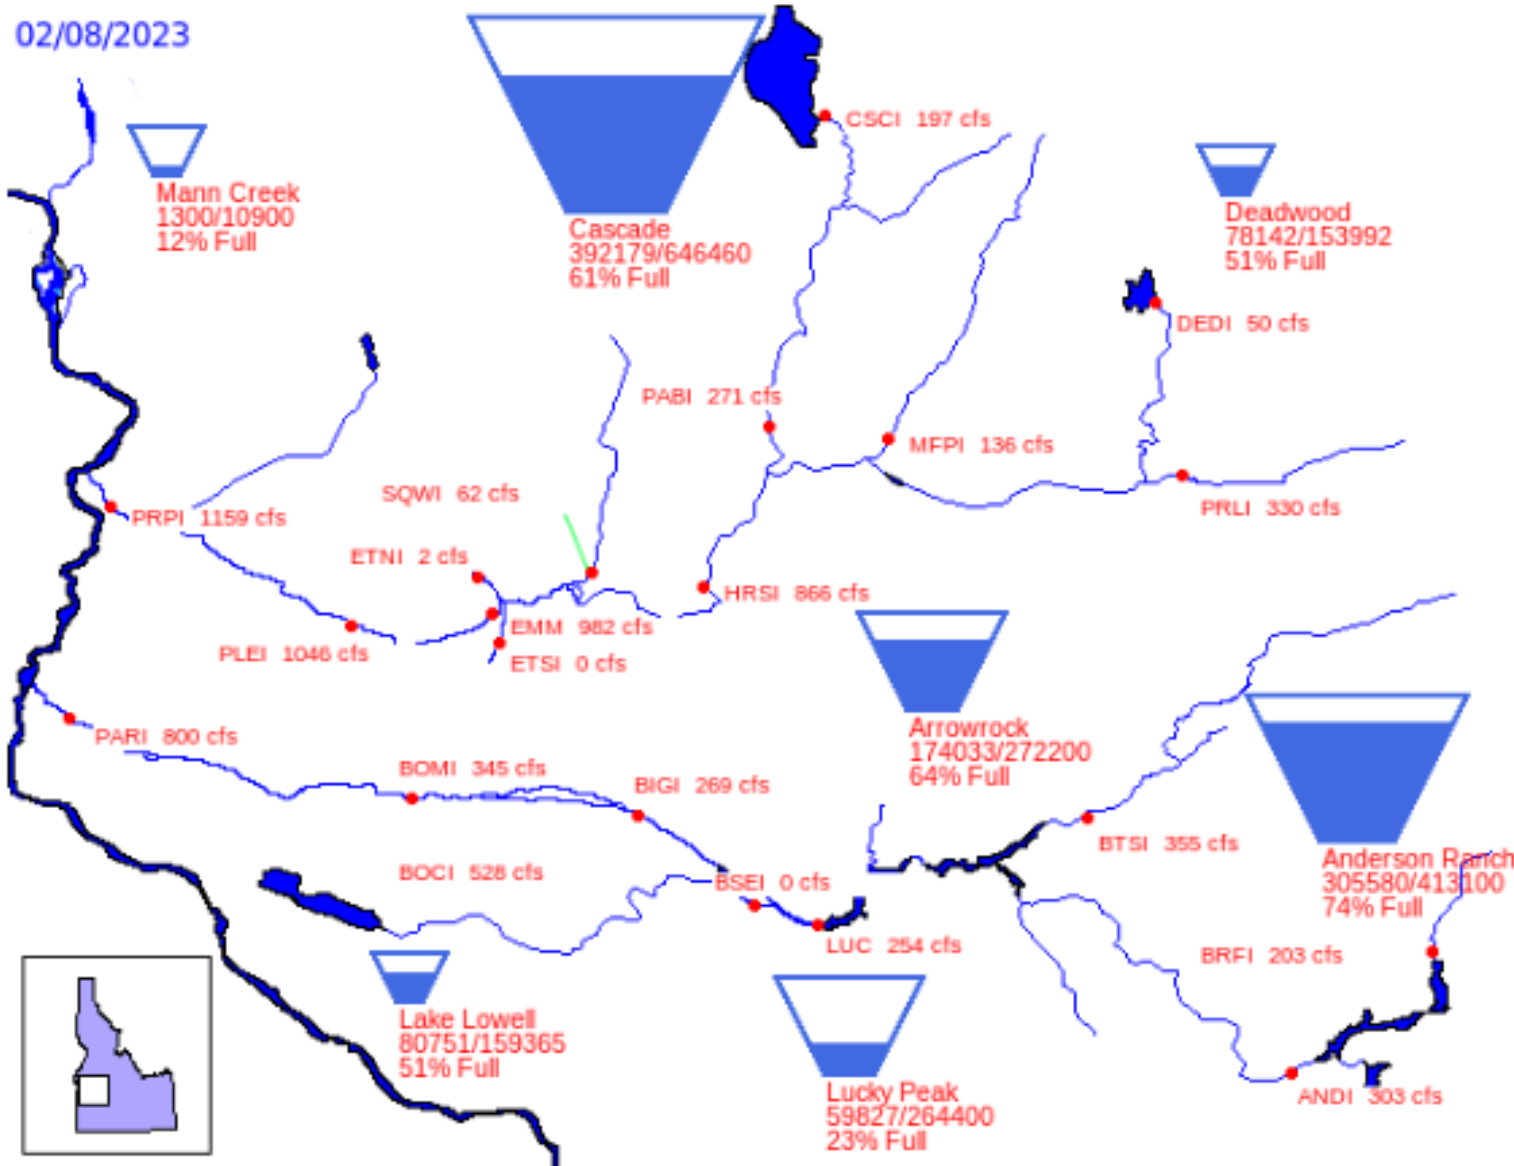 02/08/2023
Mann Creek
1300/10900
12% Full
Cascade
392179/646460
61% Full
CSCI 197 cfs
Deadwood
78142/153992
51% Full
DEDI 50 cfs
PABI 271 cfs
MFPI 136 cfs
SQWI 62 cfs
PRLI 330 cfs
PRPI 1159 cfs
ETNI 2 cfs
HRSI 866 cfs
EMM 982 cfs
PLEI 1046 cfs
ETSI 0 cfs
Arrowrock
174033/272200
64% Full
PARI 800 cfs
BOMI 345 cfs
BIGI 269 cfs
BTSI 355 cfs
Anderson Ranch
305580/413100
74% Full
BOCI 528 cfs
BSEI 0 cfs
LUC 254 cfs
BRFI 203 cfs
Lake Lowell
80751/159365
51% Full
Lucky Peak
59827/264400
23% Full
ANDI 303 cfs